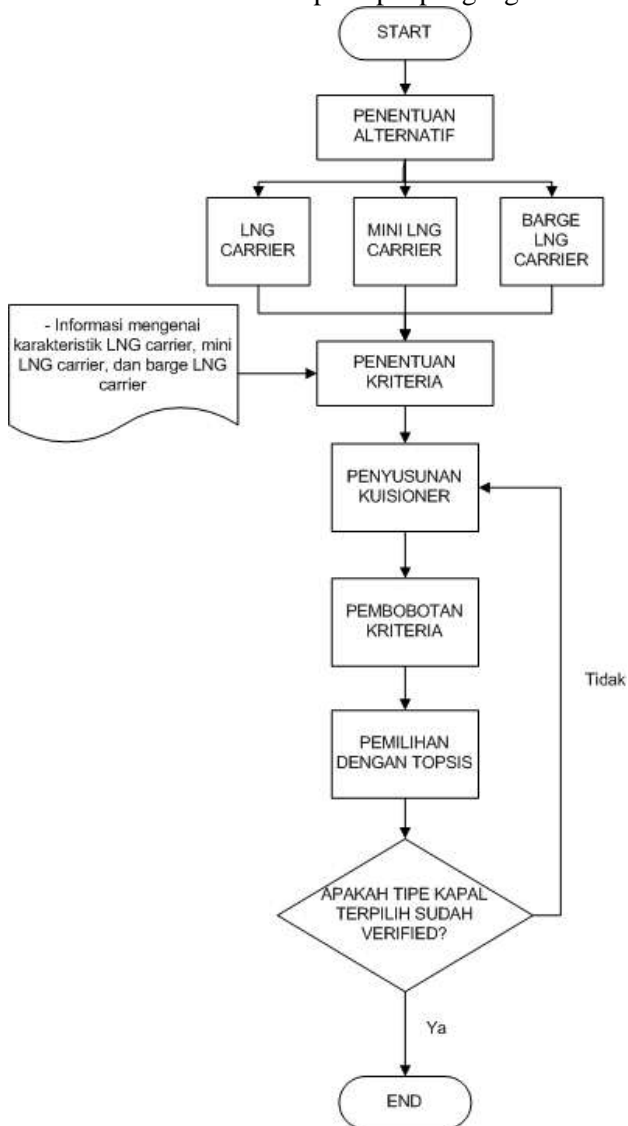 START
PENENTUAN
ALTERNATIF
LNG
CARRIER
MINI LNG
CARRIER
BARGE
LNG
CARRIER
- Informasi mengenai
karakteristik LNG carrier, mini
LNG carrier, dan barge LNG
carrier
PENENTUAN
KRITERIA
PENYUSUNAN
KUISIONER
PEMBOBOTAN
KRITERIA
Tidak
PEMILIHAN
DENGAN TOPSIS
APAKAH TIPE KAPAL
TERPILIH SUDAH
VERIFIED?
Ya
END